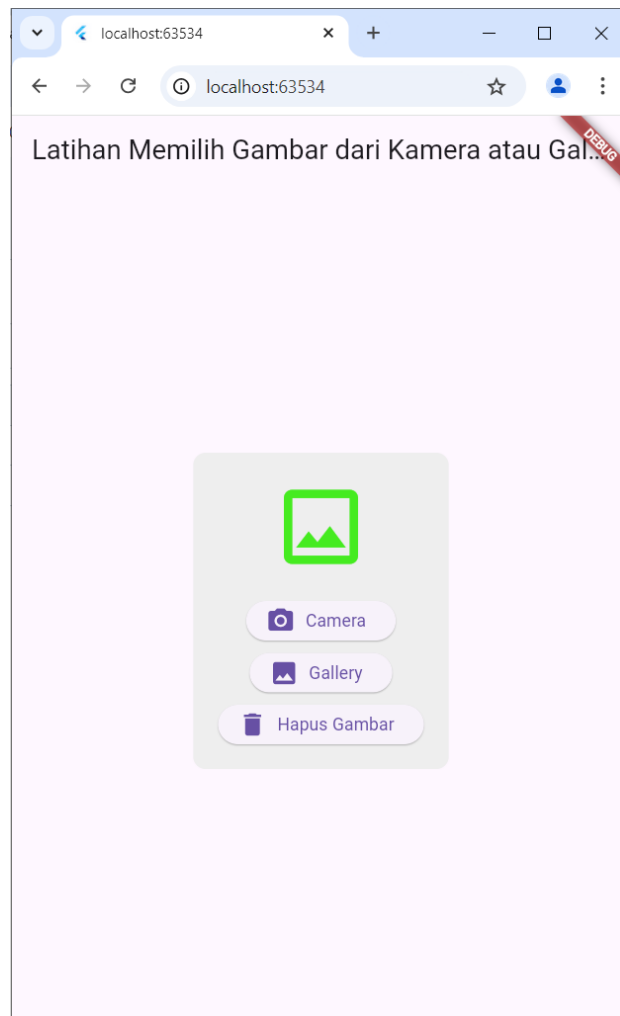 localhost:63534
localhost:63534
Latihan Memilih Gambar dari Kamera atau Gal...
DEBUG
Camera
Gallery
Hapus Gambar